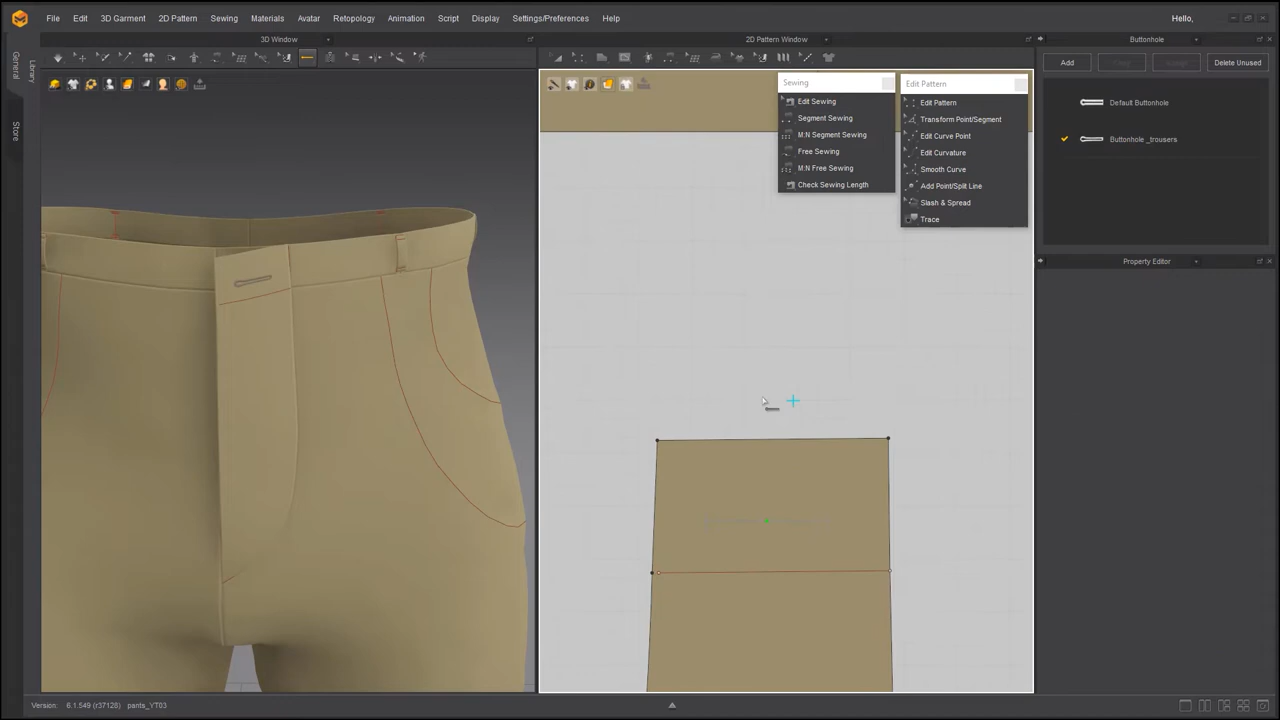 File Edit 3D Garment 2D Pattern Sewing Materials Avatar Retopology Animation Script Display Settings/Preferences Help Hello,
3D Window
2D Pattern Window
Buttonhole
General
Library
Store
Add
Delete Unused
Default Buttonhole
Buttonhole _trousers
Sewing
Edit Sewing
Segment Sewing
M:N Segment Sewing
Free Sewing
M:N Free Sewing
Check Sewing Length
Edit Pattern
Edit Pattern
Transform Point/Segment
Edit Curve Point
Edit Curvature
Smooth Curve
Add Point/Split Line
Slash & Spread
Trace
Property Editor
Version: 6.1.549 (r37128) pants_YT03